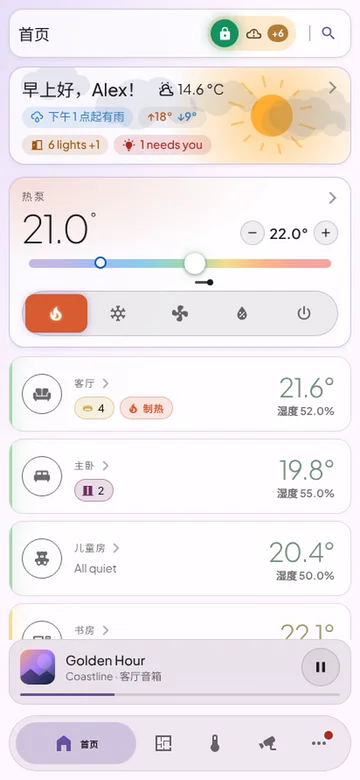 首页
+6
早上好，Alex！ 14.6°C
下午1点起有雨 ↑18° ↓9°
6 lights +1 1 needs you
热泵
21.0°
− 22.0° +
客厅
4 制热
21.6°
湿度 52.0%
主卧
2
19.8°
湿度 55.0%
儿童房
All quiet
20.4°
湿度 50.0%
书房
22.1°
Golden Hour
Coastline · 客厅音箱
首页